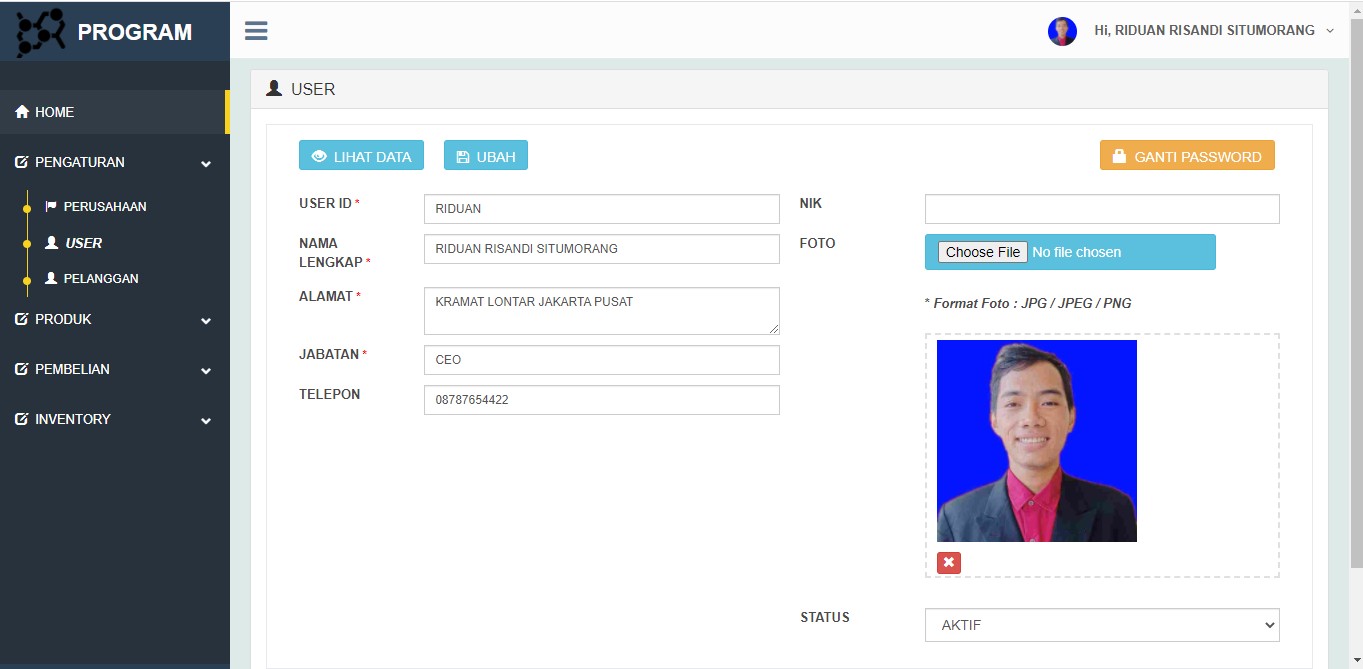 PROGRAM
Hi, RIDUAN RISANDI SITUMORANG
HOME
PENGATURAN
PERUSAHAAN
USER
PELANGGAN
PRODUK
PEMBELIAN
INVENTORY
USER
LIHAT DATA
UBAH
GANTI PASSWORD
USER ID *
RIDUAN
NAMA
LENGKAP *
RIDUAN RISANDI SITUMORANG
ALAMAT *
KRAMAT LONTAR JAKARTA PUSAT
JABATAN *
CEO
TELEPON
08787654422
NIK
FOTO
Choose File No file chosen
* Format Foto : JPG / JPEG / PNG
STATUS
AKTIF